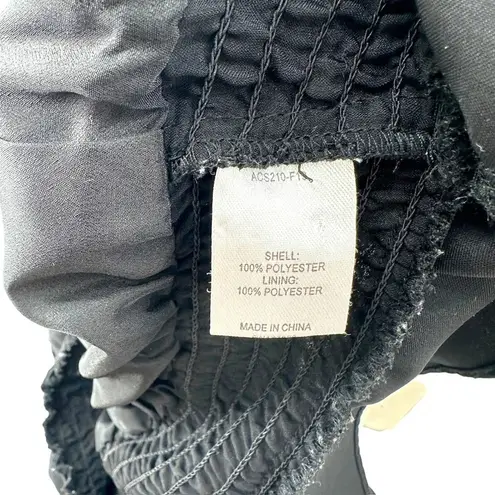 SHELL:
100% POLYESTER
LINING:
100% POLYESTER
MADE IN CHINA